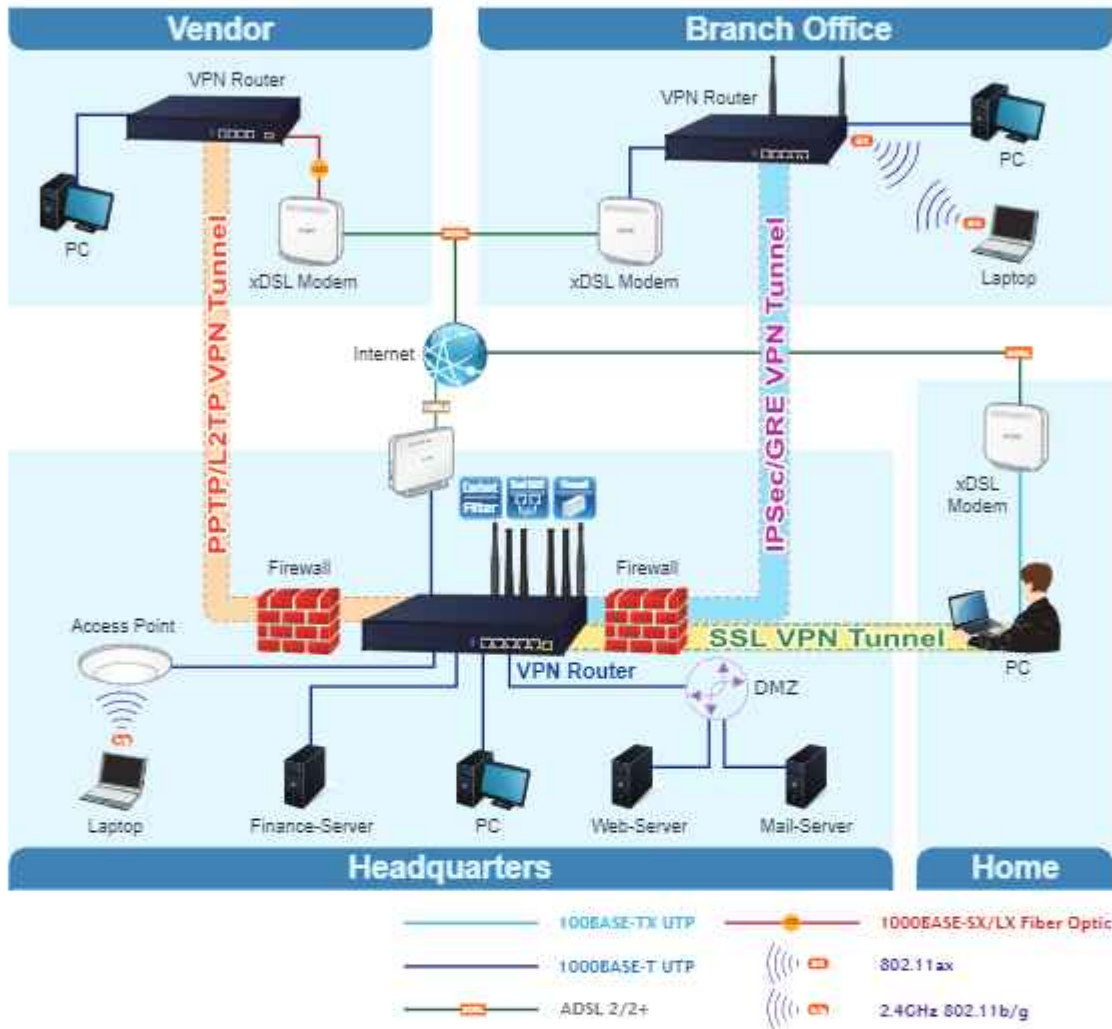 Vendor
Branch Office
VPN Router
VPN Router
PC
PC
Laptop
xDSL Modem
xDSL Modem
PPTP/L2TP VPN Tunnel
IPSec/GRE VPN Tunnel
Internet
xDSL
Modem
Content
Filter
Firewall
Firewall
Access Point
SSL VPN Tunnel
VPN Router
DMZ
PC
Laptop
Finance-Server
PC
Web-Server
Mail-Server
Headquarters
Home
100BASE-TX UTP
1000BASE-SX/LX Fiber Optic
1000BASE-T UTP
802.11ax
ADSL 2/2+
2.4GHz 802.11b/g